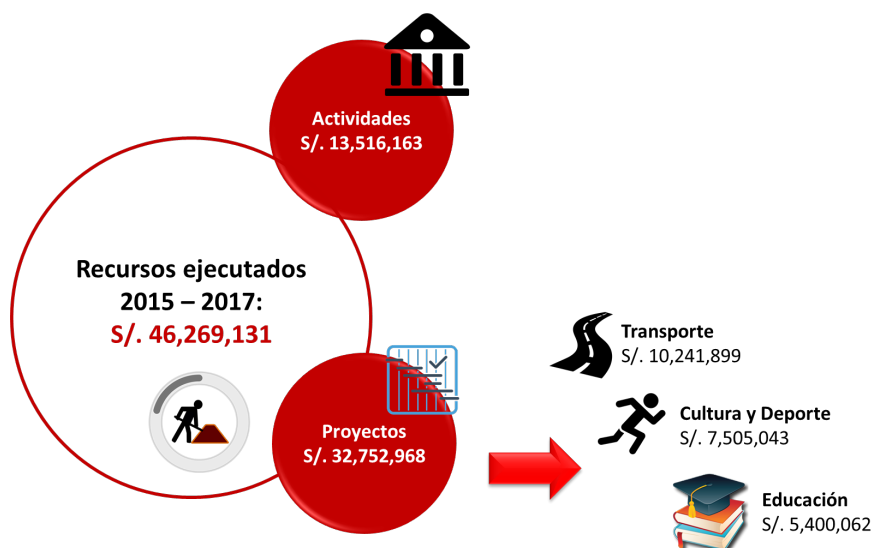 Actividades
S/. 13,516,163
Recursos ejecutados
2015 – 2017:
S/. 46,269,131
Proyectos
S/. 32,752,968
Transporte
S/. 10,241,899
Cultura y Deporte
S/. 7,505,043
Educación
S/. 5,400,062